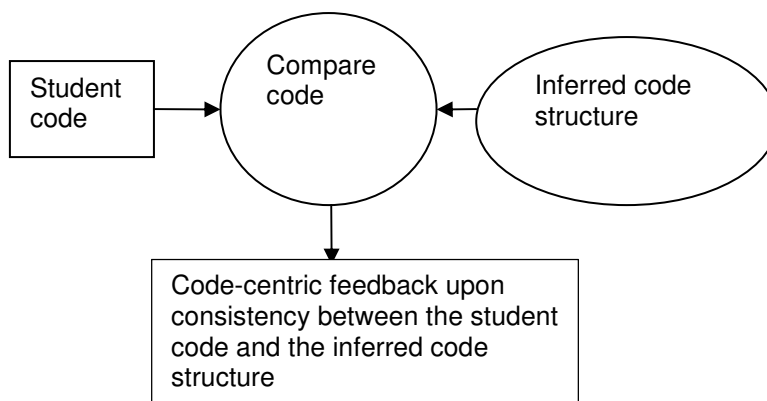 Student
code
Compare
code
Inferred code
structure
Code-centric feedback upon
consistency between the student
code and the inferred code
structure